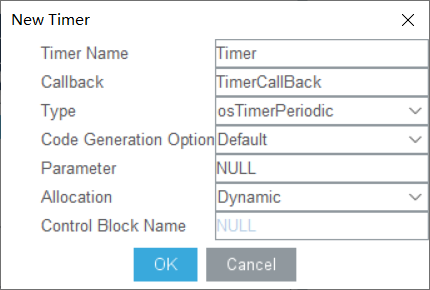 New Timer
Timer Name Timer
Callback TimerCallBack
Type osTimerPeriodic
Code Generation Option Default
Parameter NULL
Allocation Dynamic
Control Block Name NULL
OK Cancel